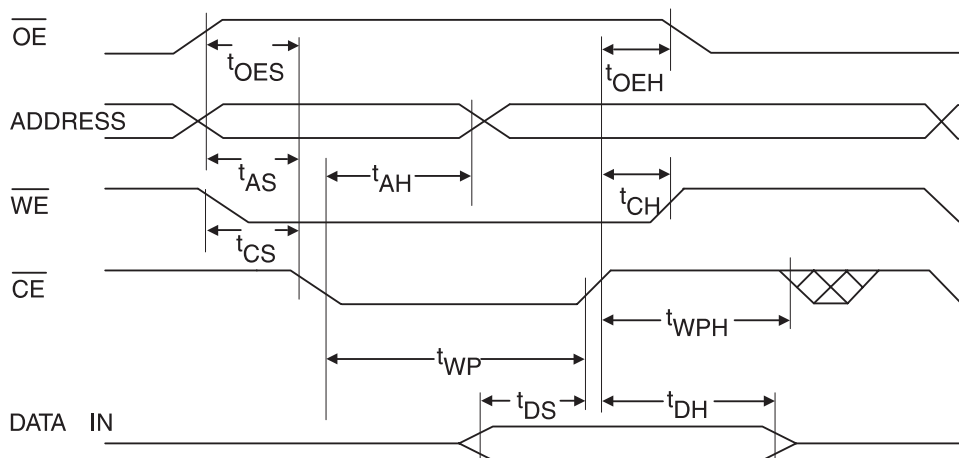 OE
tOES
tOEH
ADDRESS
tAS
tAH
WE
tCH
tCS
CE
tWPH
tWP
tDS
tDH
DATA IN